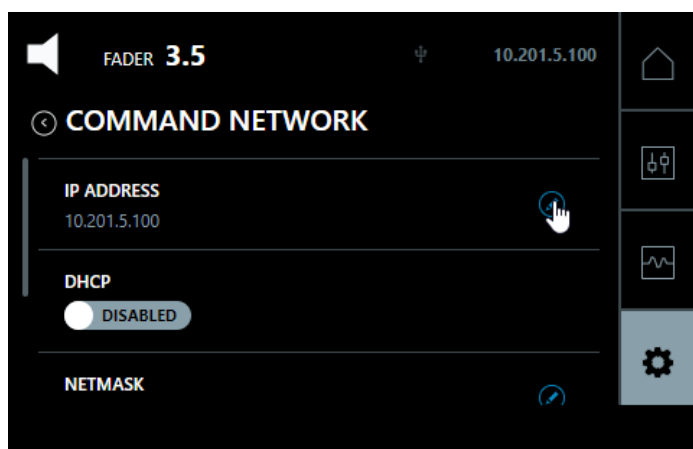 FADER 3.5
10.201.5.100
COMMAND NETWORK
IP ADDRESS
10.201.5.100
DHCP
DISABLED
NETMASK